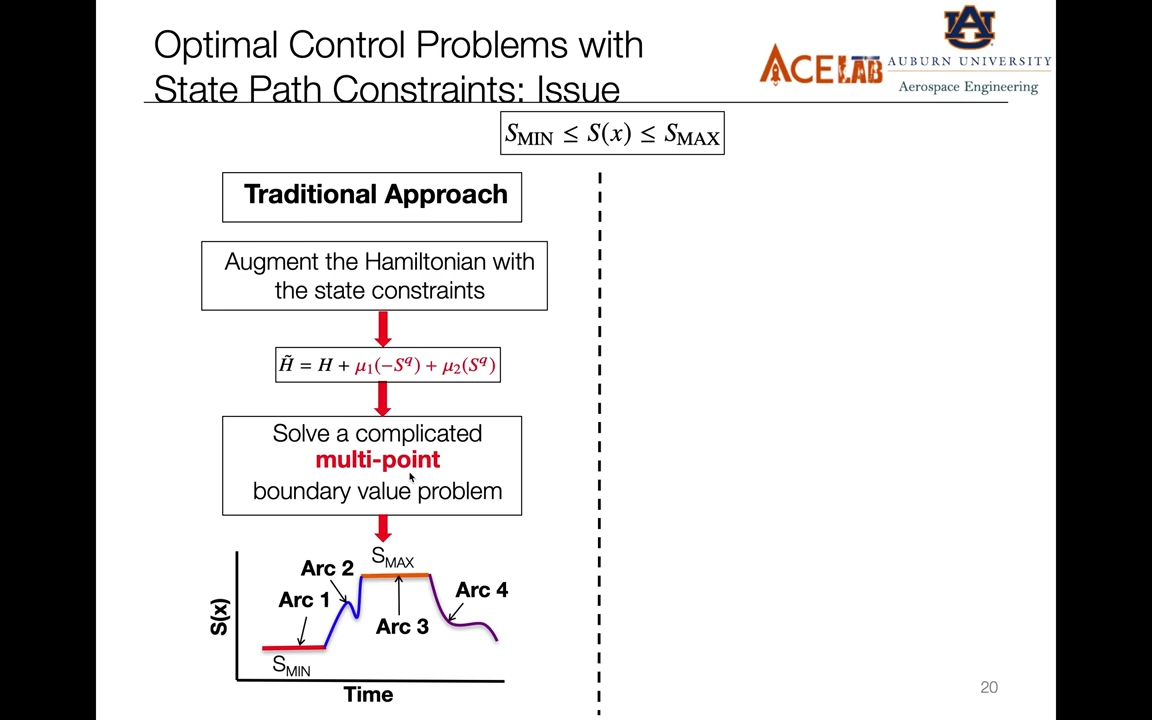 Optimal Control Problems with
State Path Constraints: Issue
ACELAB
AUBURN UNIVERSITY
Aerospace Engineering
S_MIN ≤ S(x) ≤ S_MAX
Traditional Approach
Augment the Hamiltonian with
the state constraints
H̃ = H + μ₁(−S^q) + μ₂(S^q)
Solve a complicated
multi-point
boundary value problem
S_MAX
Arc 2
Arc 1
Arc 4
Arc 3
S(x)
S_MIN
Time
20